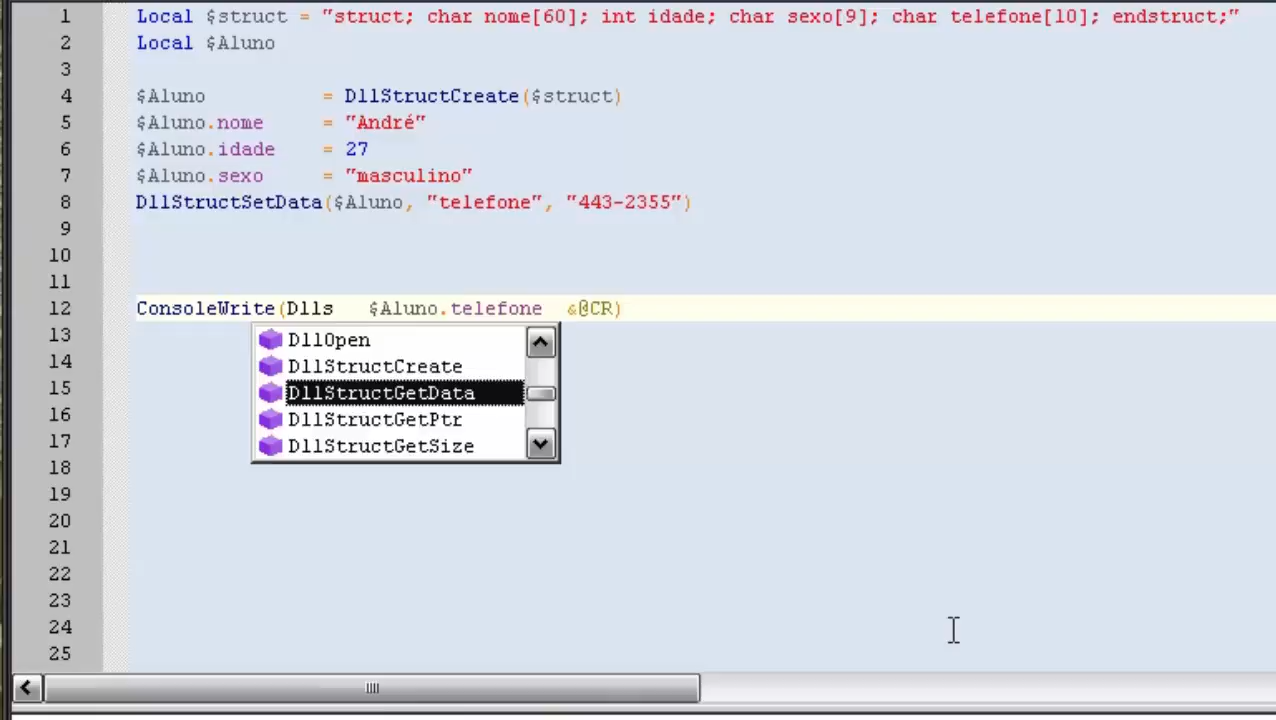 1 Local $struct = "struct; char nome[60]; int idade; char sexo[9]; char telefone[10]; endstruct;"
2 Local $Aluno
3
4 $Aluno = DllStructCreate($struct)
5 $Aluno.nome = "André"
6 $Aluno.idade = 27
7 $Aluno.sexo = "masculino"
8 DllStructSetData($Aluno, "telefone", "443-2355")
9
10
11
12 ConsoleWrite(Dlls $Aluno.telefone &@CR)
13 DllOpen
14 DllStructCreate
15 DllStructGetData
16 DllStructGetPtr
17 DllStructGetSize
18
19
20
21
22
23
24
25